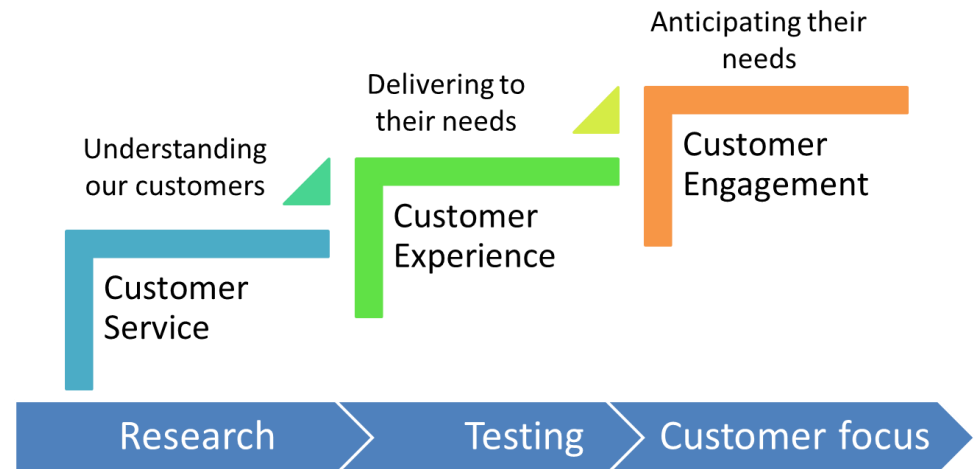 Anticipating their
needs
Delivering to
their needs
Understanding
our customers
Customer
Engagement
Customer
Experience
Customer
Service
Research
Testing
Customer focus